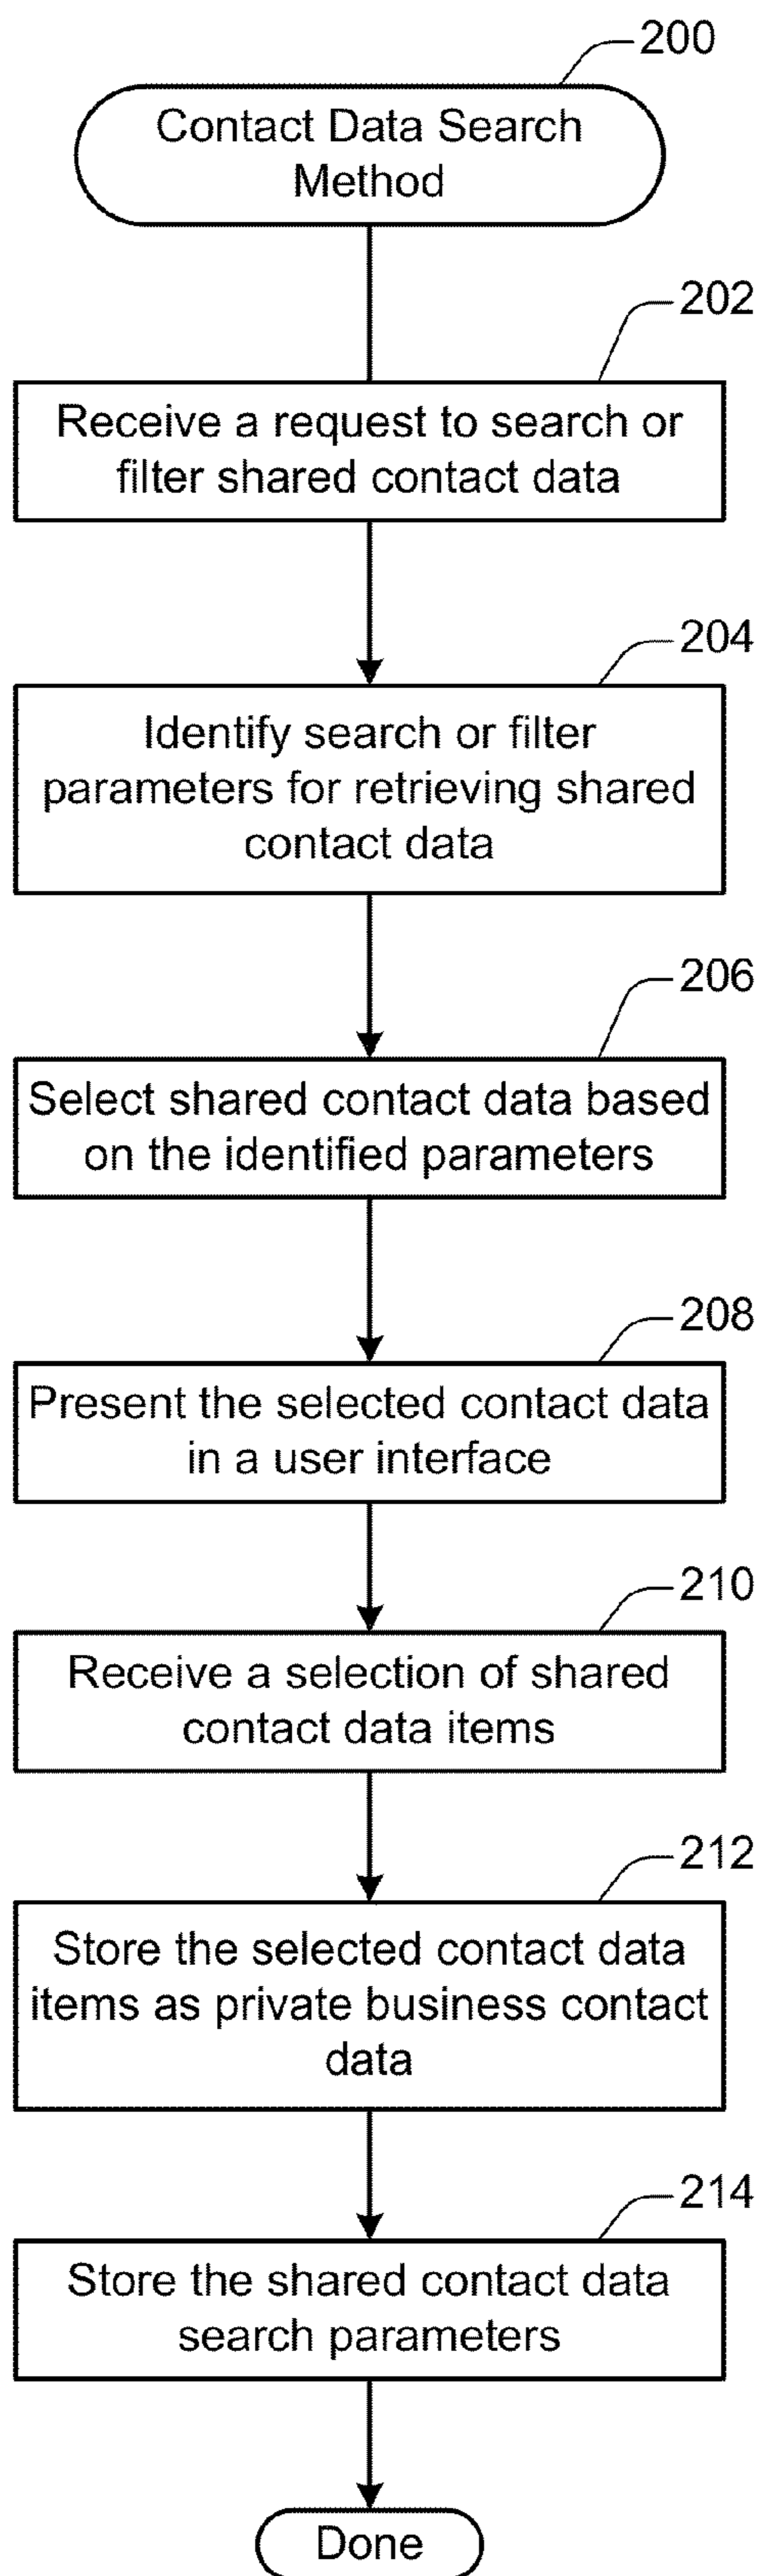 200
Contact Data Search
Method
202
Receive a request to search or
filter shared contact data
204
Identify search or filter
parameters for retrieving shared
contact data
206
Select shared contact data based
on the identified parameters
208
Present the selected contact data
in a user interface
210
Receive a selection of shared
contact data items
212
Store the selected contact data
items as private business contact
data
214
Store the shared contact data
search parameters
Done